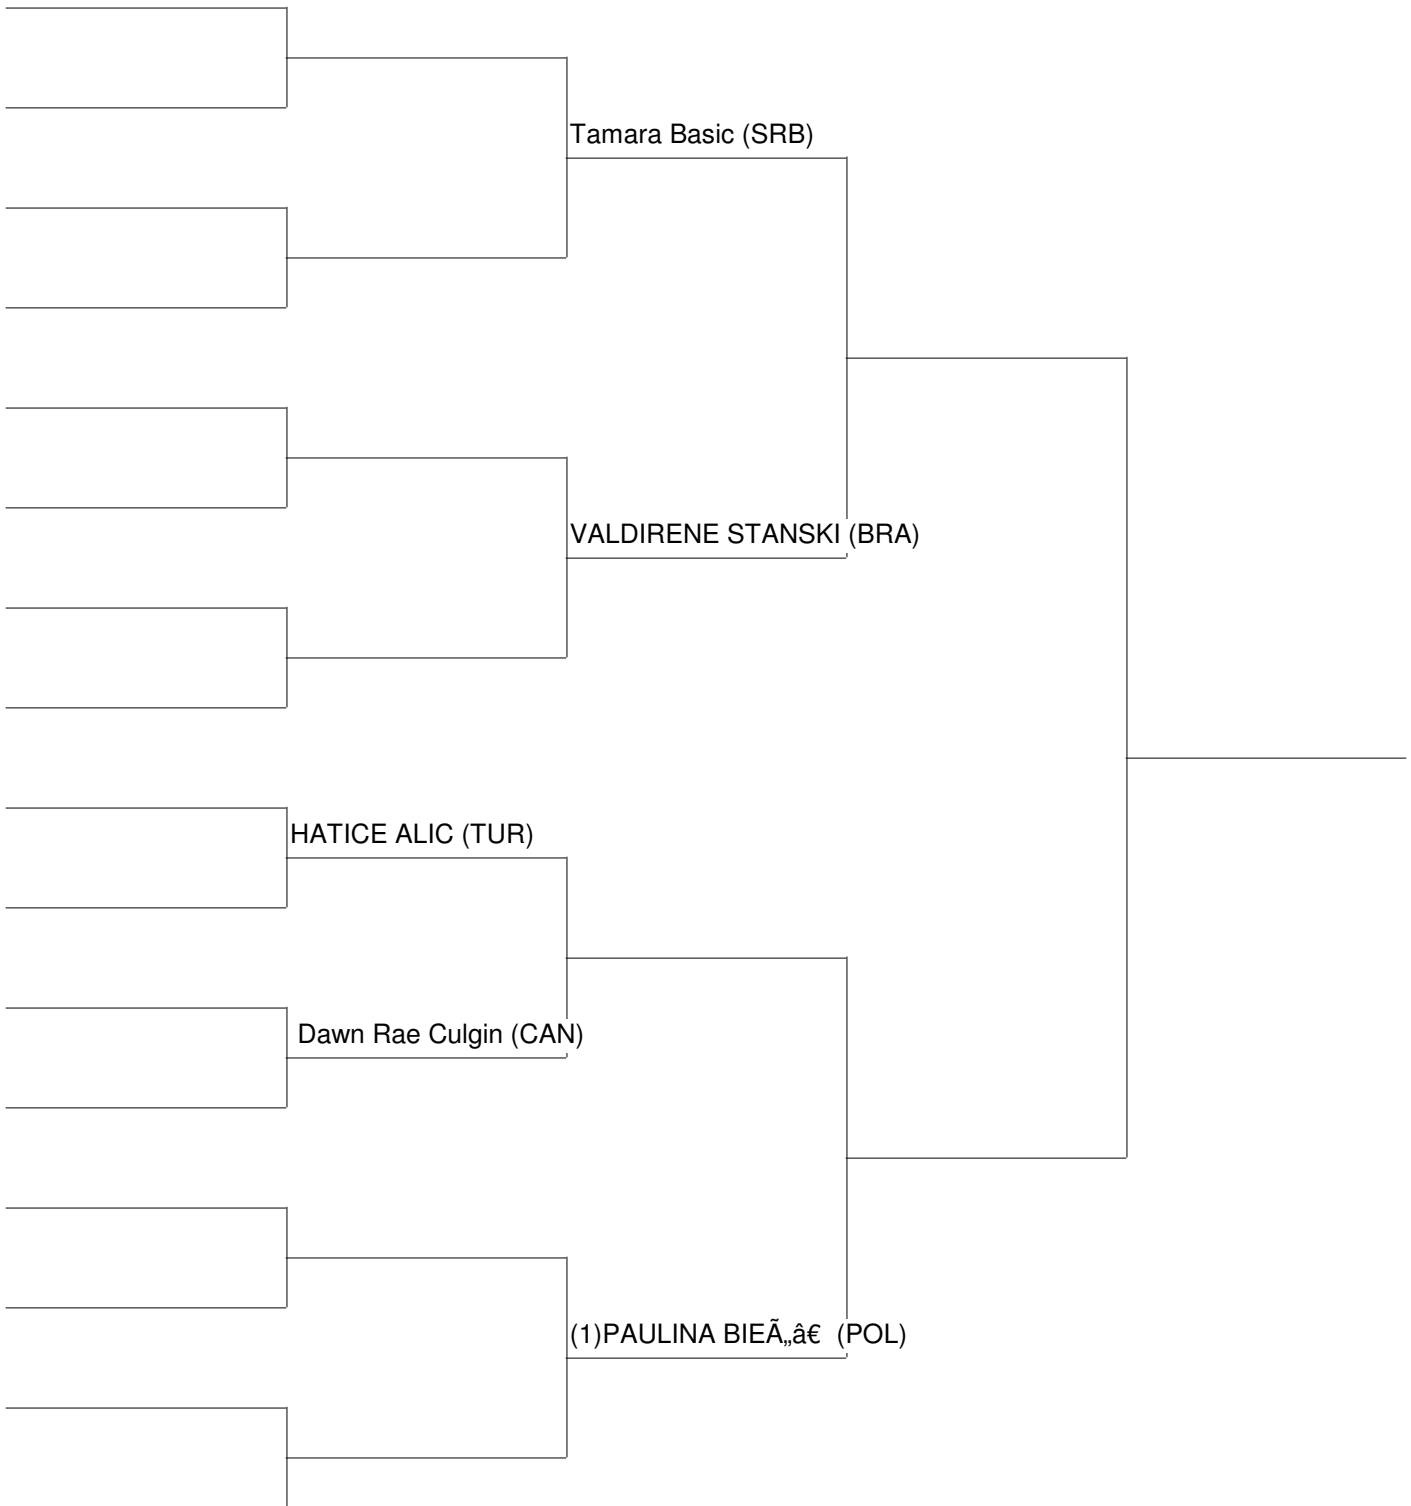 Tamara Basic (SRB)
VALDIRENE STANSKI (BRA)
HATICE ALIC (TUR)
Dawn Rae Culgin (CAN)
(1)PAULINA BIEÃ„â€ (POL)